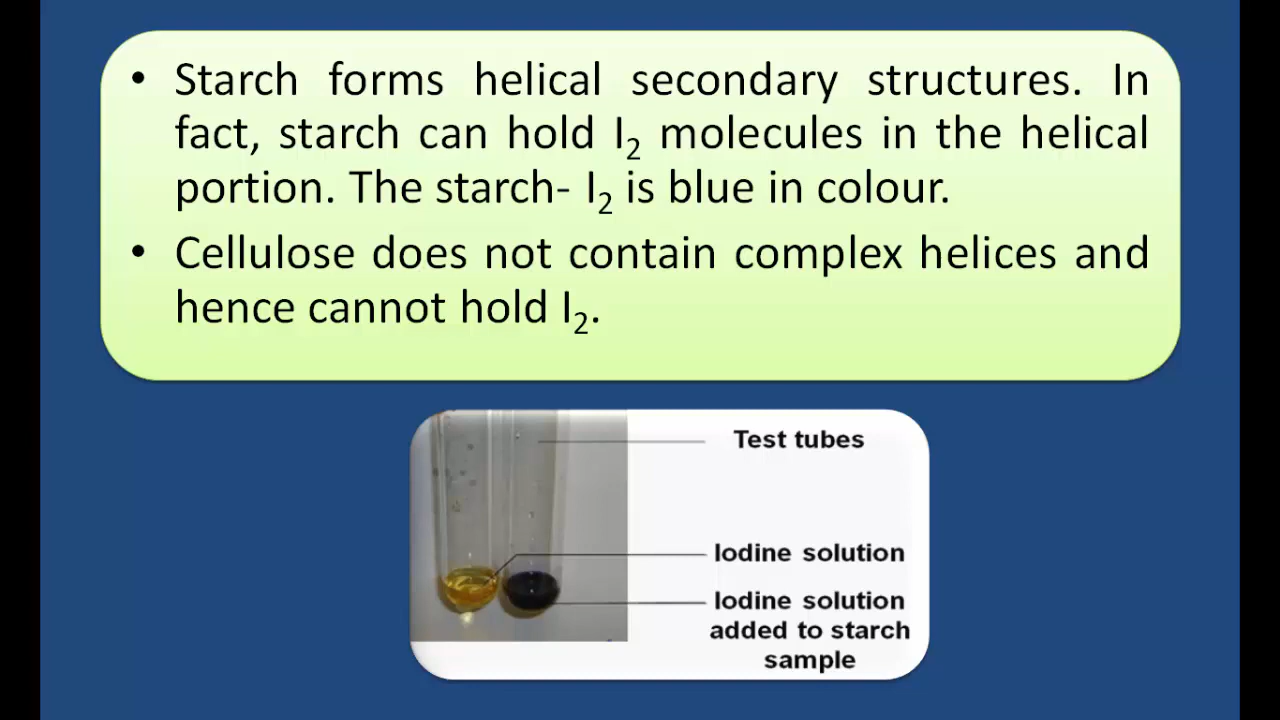 • Starch forms helical secondary structures. In
fact, starch can hold I₂ molecules in the helical
portion. The starch- I₂ is blue in colour.
• Cellulose does not contain complex helices and
hence cannot hold I₂.
Test tubes
Iodine solution
Iodine solution
added to starch
sample